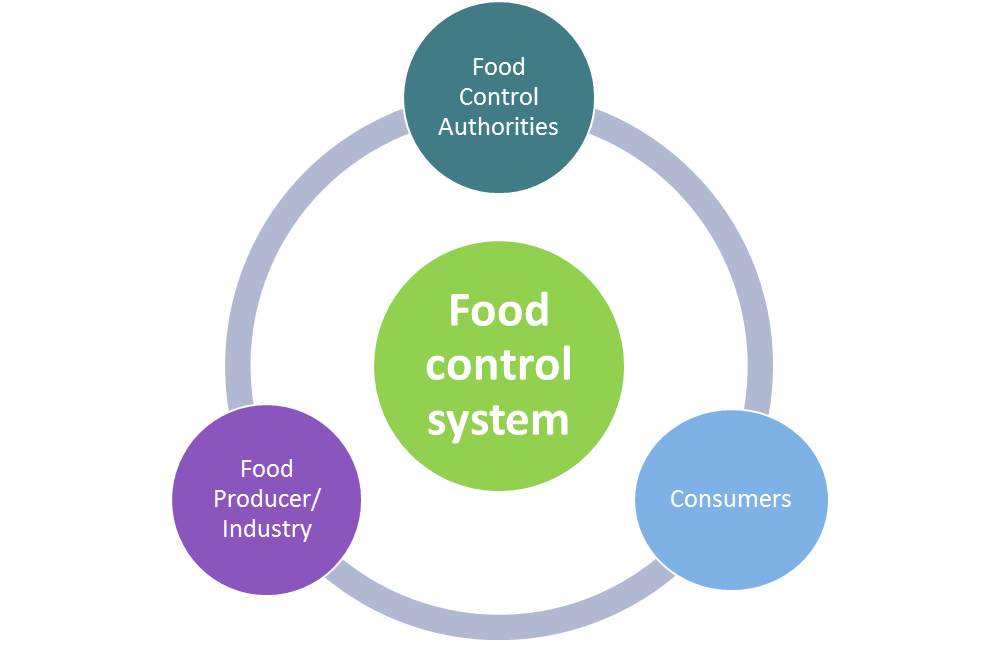 Food
Control
Authorities
Food
control
system
Food
Producer/
Industry
Consumers